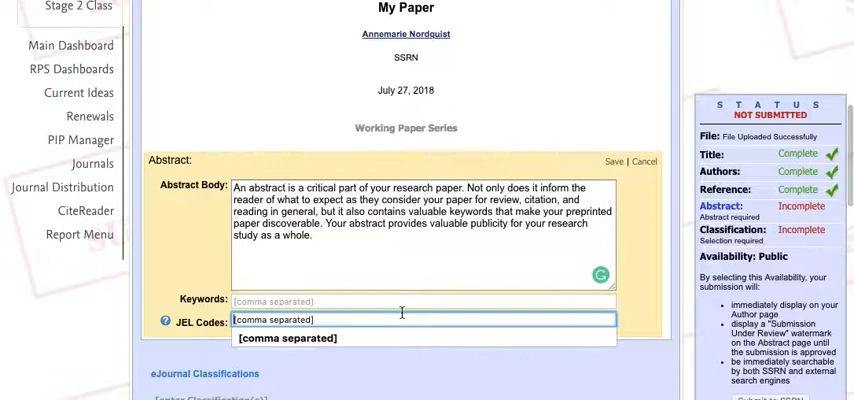 Stage 2 Class
Main Dashboard
RPS Dashboards
Current Ideas
Renewals
PIP Manager
Journals
Journal Distribution
CiteReader
Report Menu
My Paper
Annemarie Nordquist
SSRN
July 27, 2018
Working Paper Series
Abstract:
Save | Cancel
Abstract Body:
An abstract is a critical part of your research paper. Not only does it inform the
reader of what to expect as they consider your paper for review, citation, and
reading in general, but it also contains valuable keywords that make your preprinted
paper discoverable. Your abstract provides valuable publicity for your research
study as a whole.
Keywords: [comma separated]
JEL Codes: [comma separated]
[comma separated]
eJournal Classifications
[enter Classification(s)]
STATUS
NOT SUBMITTED
File: File Uploaded Successfully
Title: Complete
Authors: Complete
Reference: Complete
Abstract: Incomplete
Abstract required
Classification: Incomplete
Selection required
Availability: Public
By selecting this Availability, your
submission will:
immediately display on your
Author page
display a "Submission
Under Review" watermark
on the Abstract page until
the submission is approved
be immediately searchable
by both SSRN and external
search engines
Submit to SSRN